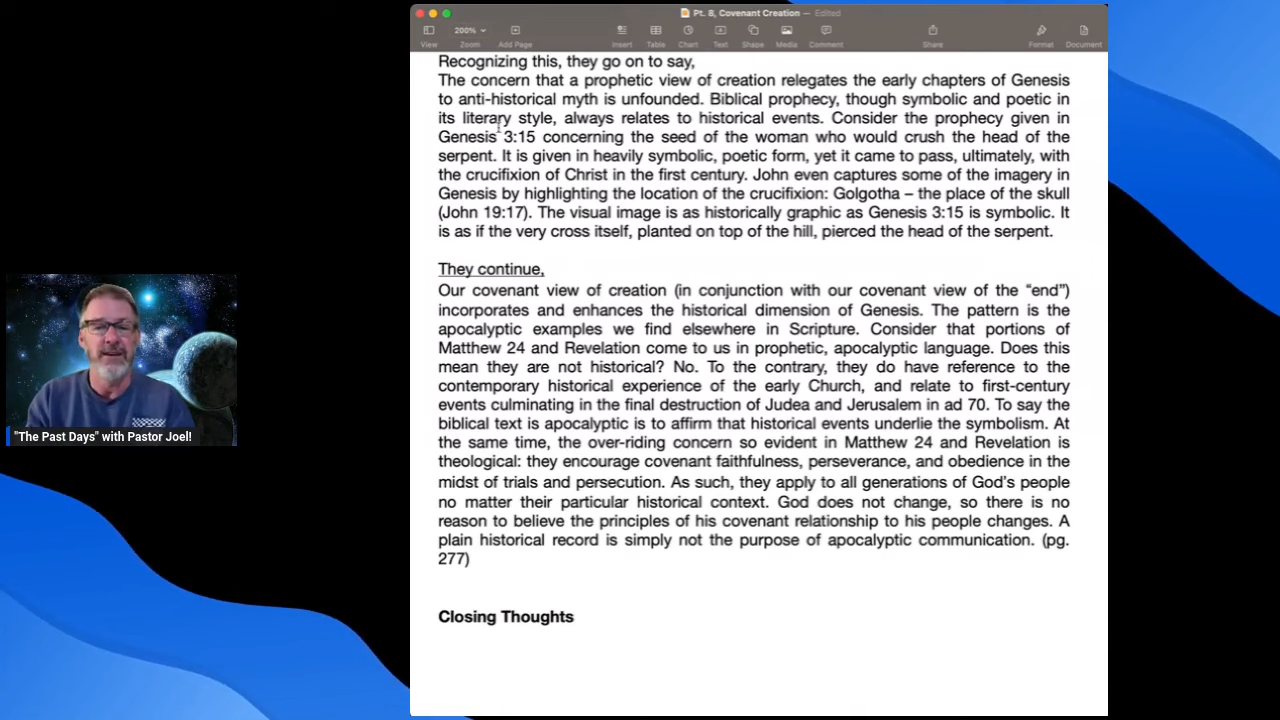 Pt. 8, Covenant Creation — Edited
200%
View
Zoom
Add Page
Insert
Table
Chart
Text
Shape
Media
Comment
Share
Format
Document
Recognizing this, they go on to say,
The concern that a prophetic view of creation relegates the early chapters of Genesis
to anti-historical myth is unfounded. Biblical prophecy, though symbolic and poetic in
its literary style, always relates to historical events. Consider the prophecy given in
Genesis 3:15 concerning the seed of the woman who would crush the head of the
serpent. It is given in heavily symbolic, poetic form, yet it came to pass, ultimately, with
the crucifixion of Christ in the first century. John even captures some of the imagery in
Genesis by highlighting the location of the crucifixion: Golgotha – the place of the skull
(John 19:17). The visual image is as historically graphic as Genesis 3:15 is symbolic. It
is as if the very cross itself, planted on top of the hill, pierced the head of the serpent.
They continue,
Our covenant view of creation (in conjunction with our covenant view of the “end”)
incorporates and enhances the historical dimension of Genesis. The pattern is the
apocalyptic examples we find elsewhere in Scripture. Consider that portions of
Matthew 24 and Revelation come to us in prophetic, apocalyptic language. Does this
mean they are not historical? No. To the contrary, they do have reference to the
contemporary historical experience of the early Church, and relate to first-century
events culminating in the final destruction of Judea and Jerusalem in ad 70. To say the
biblical text is apocalyptic is to affirm that historical events underlie the symbolism. At
the same time, the over-riding concern so evident in Matthew 24 and Revelation is
theological: they encourage covenant faithfulness, perseverance, and obedience in the
midst of trials and persecution. As such, they apply to all generations of God’s people
no matter their particular historical context. God does not change, so there is no
reason to believe the principles of his covenant relationship to his people changes. A
plain historical record is simply not the purpose of apocalyptic communication. (pg.
277)
Closing Thoughts
"The Past Days" with Pastor Joel!